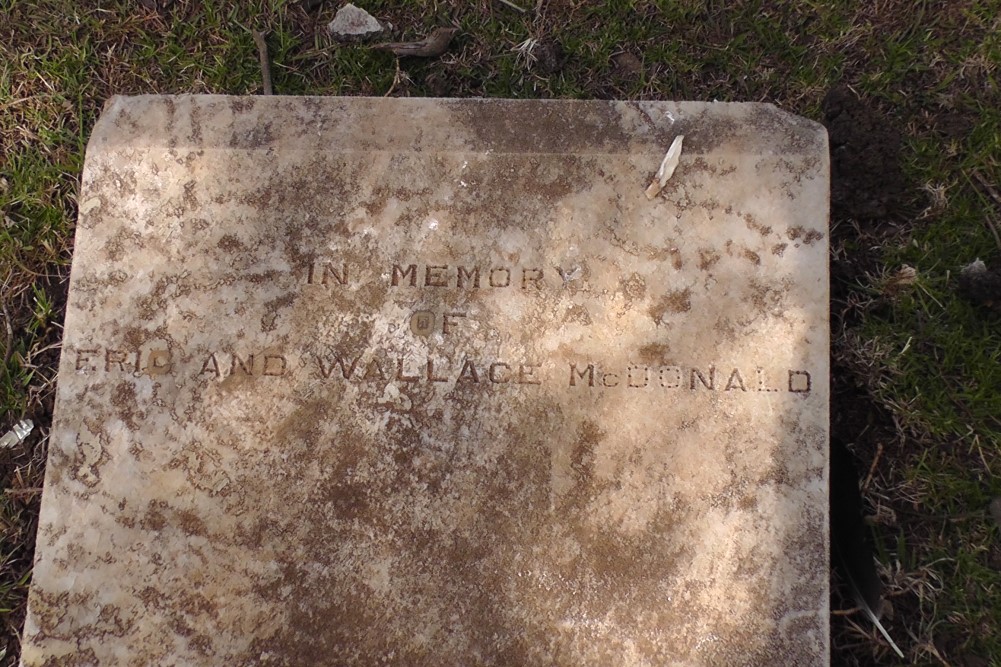 IN MEMORY
OF
ERIC AND WALLACE McDONALD